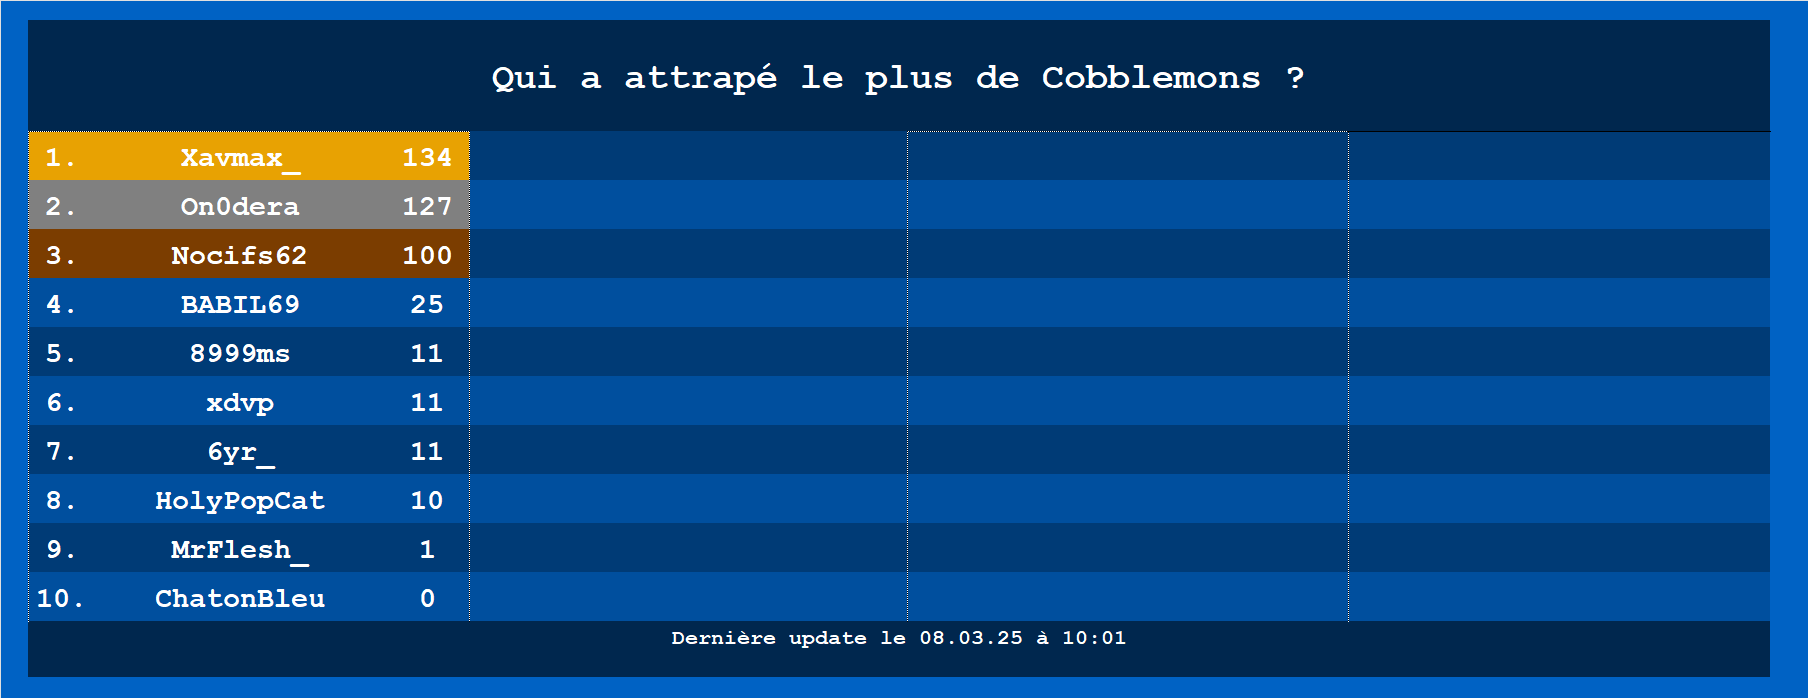 Qui a attrapé le plus de Cobblemons ?
1. Xavmax_ 134
2. On0dera 127
3. Nocifs62 100
4. BABIL69 25
5. 8999ms 11
6. xdvp 11
7. 6yr_ 11
8. HolyPopCat 10
9. MrFlesh_ 1
10. ChatonBleu 0
Dernière update le 08.03.25 à 10:01